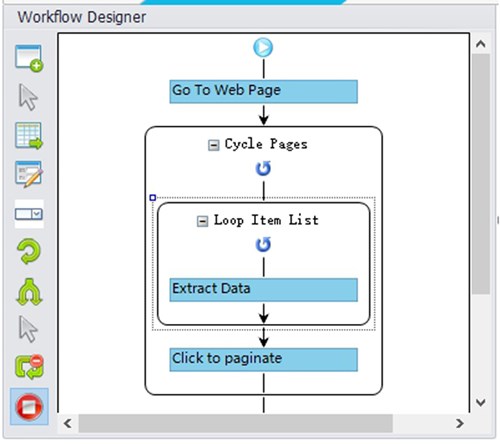 Workflow Designer
Go To Web Page
Cycle Pages
Loop Item List
Extract Data
Click to paginate